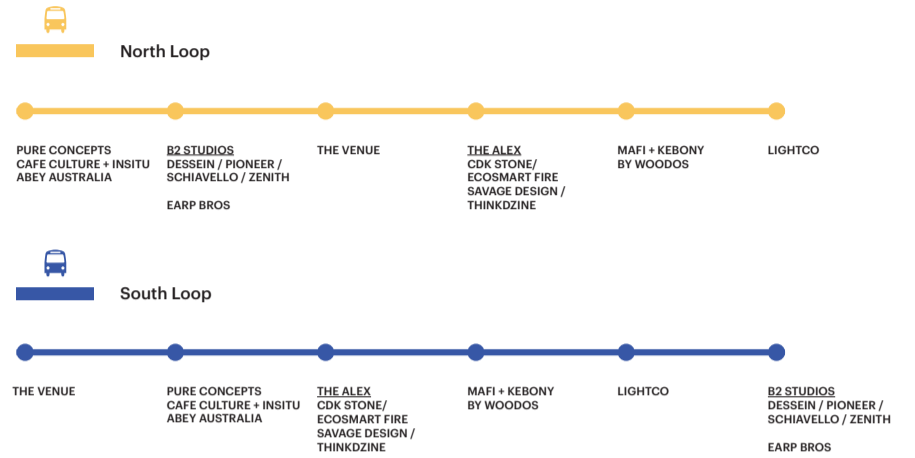 North Loop
PURE CONCEPTS
CAFE CULTURE + INSITU
ABEY AUSTRALIA
B2 STUDIOS
DESSEIN / PIONEER /
SCHIAVELLO / ZENITH
EARP BROS
THE VENUE
THE ALEX
CDK STONE/
ECOSMART FIRE
SAVAGE DESIGN /
THINKDZINE
MAFI + KEBONY
BY WOODOS
LIGHTCO
South Loop
THE VENUE
PURE CONCEPTS
CAFE CULTURE + INSITU
ABEY AUSTRALIA
THE ALEX
CDK STONE/
ECOSMART FIRE
SAVAGE DESIGN /
THINKDZINE
MAFI + KEBONY
BY WOODOS
LIGHTCO
B2 STUDIOS
DESSEIN / PIONEER /
SCHIAVELLO / ZENITH
EARP BROS